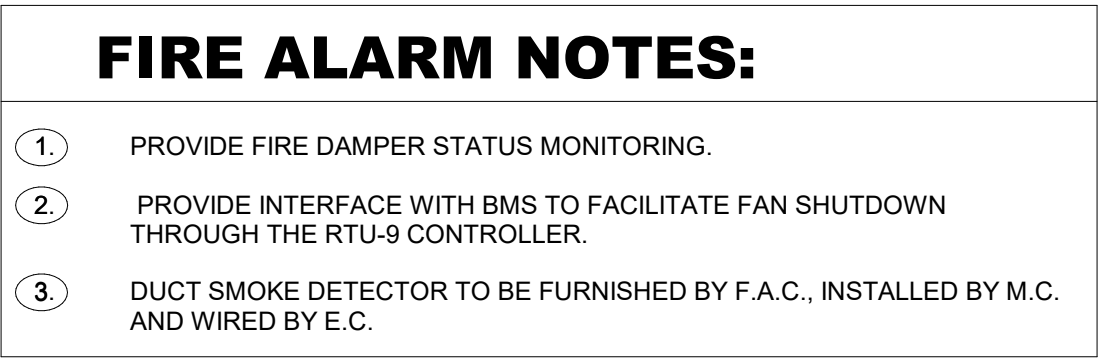 FIRE ALARM NOTES:
1. PROVIDE FIRE DAMPER STATUS MONITORING.
2. PROVIDE INTERFACE WITH BMS TO FACILITATE FAN SHUTDOWN
THROUGH THE RTU-9 CONTROLLER.
3. DUCT SMOKE DETECTOR TO BE FURNISHED BY F.A.C., INSTALLED BY M.C.
AND WIRED BY E.C.